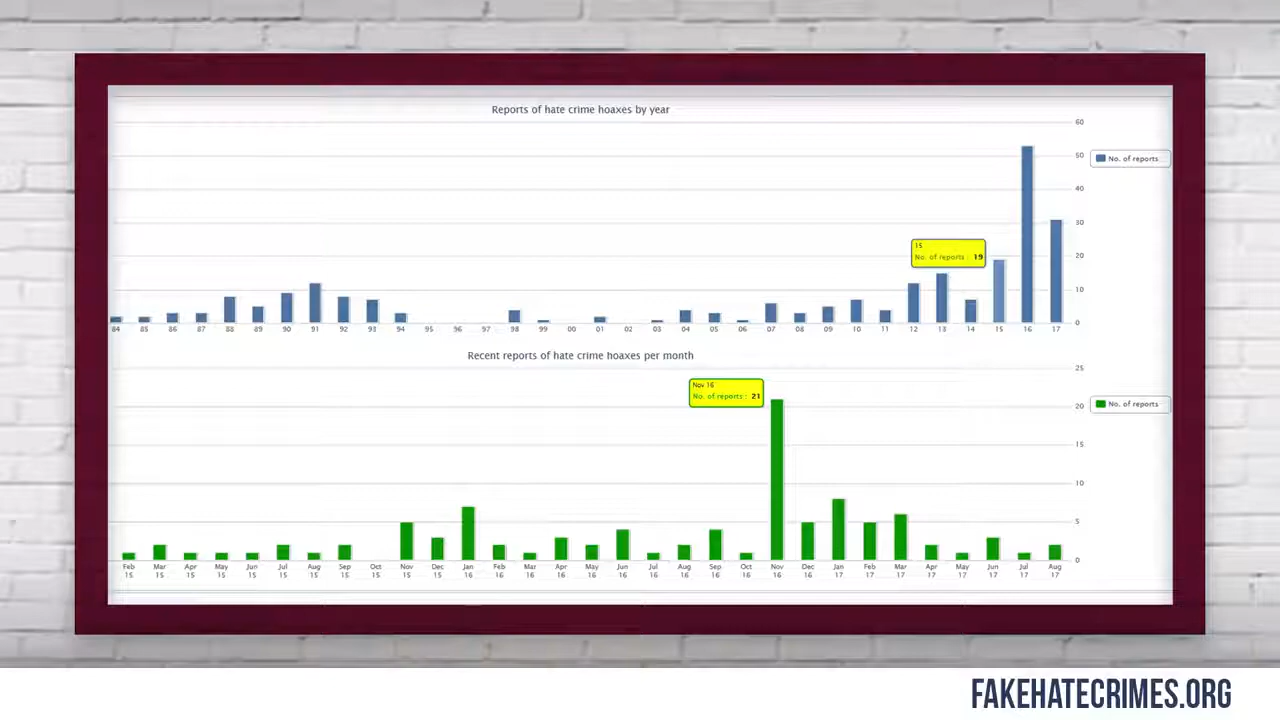 Reports of hate crime hoaxes by year
60
50
No. of reports
40
30
15
No. of reports : 19
20
10
0
84 85 86 87 88 89 90 91 92 93 94 95 96 97 98 99 00 01 02 03 04 05 06 07 08 09 10 11 12 13 14 15 16 17
Recent reports of hate crime hoaxes per month
25
Nov 16
No. of reports : 21
20
No. of reports
15
10
5
0
Feb Mar Apr May Jun Jul Aug Sep Oct Nov Dec Jan Feb Mar Apr May Jun Jul Aug Sep Oct Nov Dec Jan Feb Mar Apr May Jun Jul Aug
15 15 15 15 15 15 15 15 15 15 15 16 16 16 16 16 16 16 16 16 16 16 16 17 17 17 17 17 17 17 17
FAKEHATECRIMES.ORG